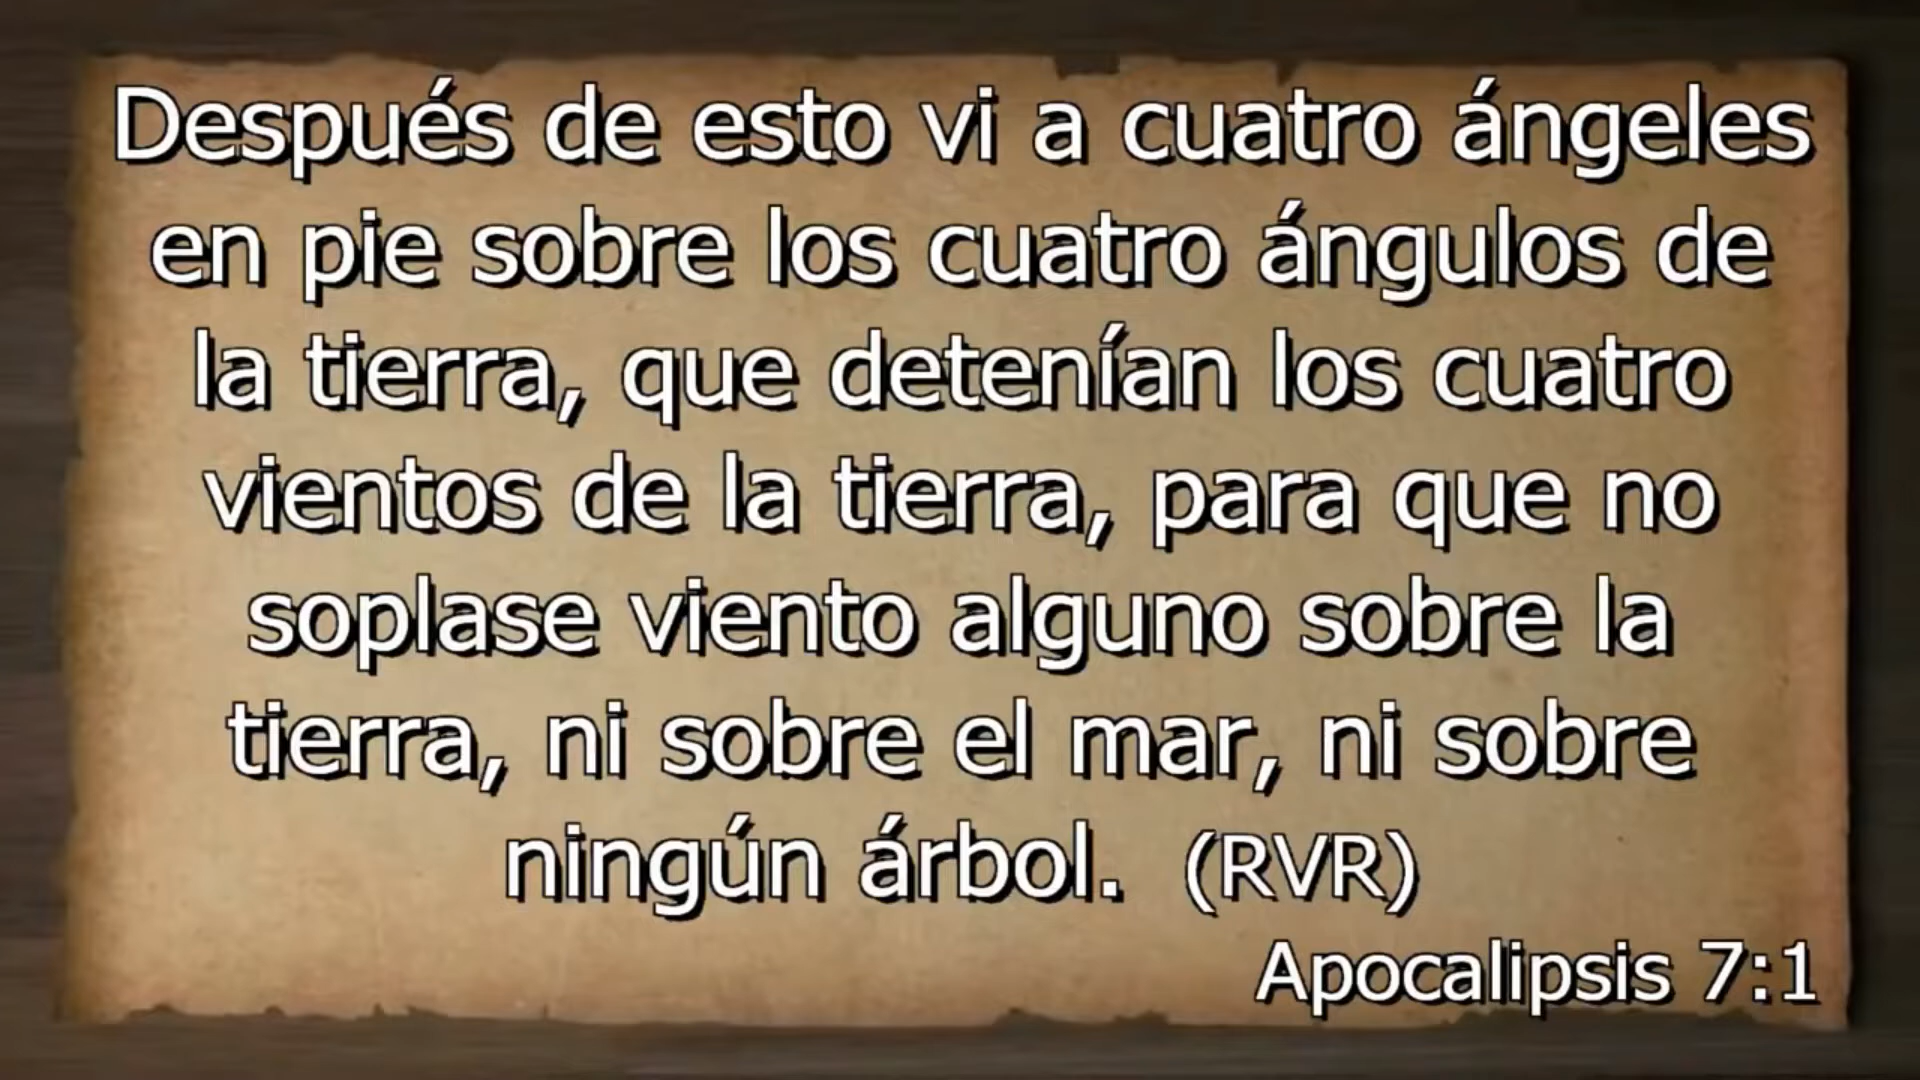 Después de esto vi a cuatro ángeles
en pie sobre los cuatro ángulos de
la tierra, que detenían los cuatro
vientos de la tierra, para que no
soplase viento alguno sobre la
tierra, ni sobre el mar, ni sobre
ningún árbol. (RVR)
Apocalipsis 7:1